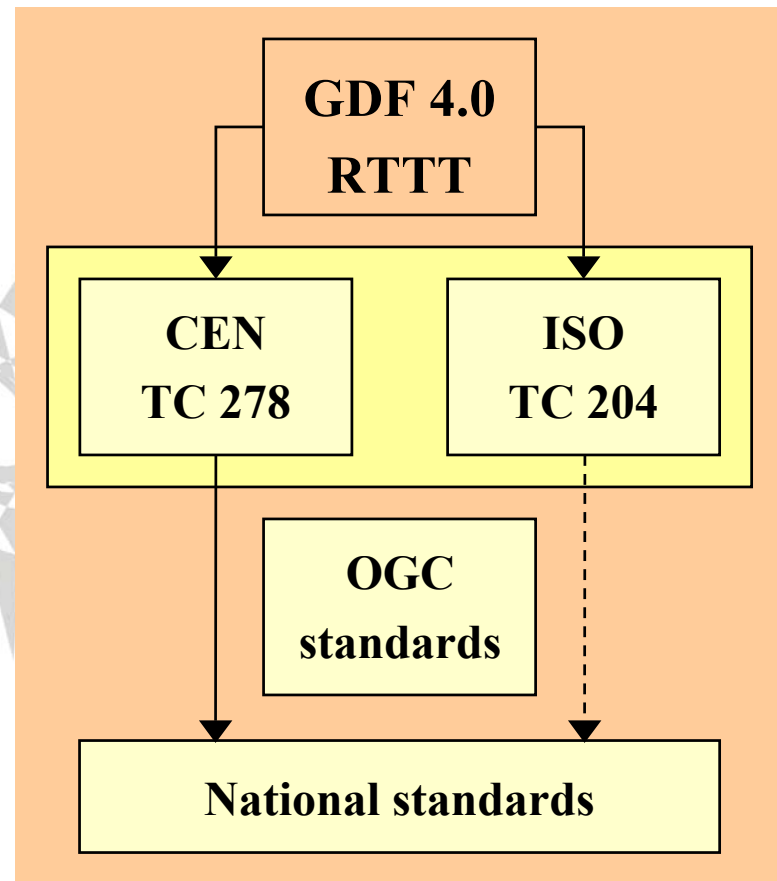 GDF 4.0
RTTT
CEN
TC 278
ISO
TC 204
OGC
standards
National standards